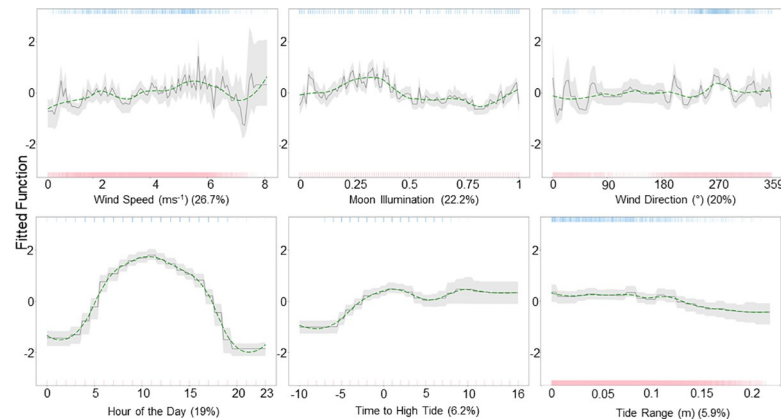 2
0
-2
0 2 4 6 8
Wind Speed (ms⁻¹) (26.7%)
2
0
-2
0 0.25 0.5 0.75 1
Moon Illumination (22.2%)
2
0
-2
0 90 180 270 359
Wind Direction (°) (20%)
Fitted Function
2
0
-2
0 5 10 15 20 23
Hour of the Day (19%)
2
0
-2
-10 -5 0 5 10 16
Time to High Tide (6.2%)
2
0
-2
0 0.05 0.1 0.15 0.2
Tide Range (m) (5.9%)